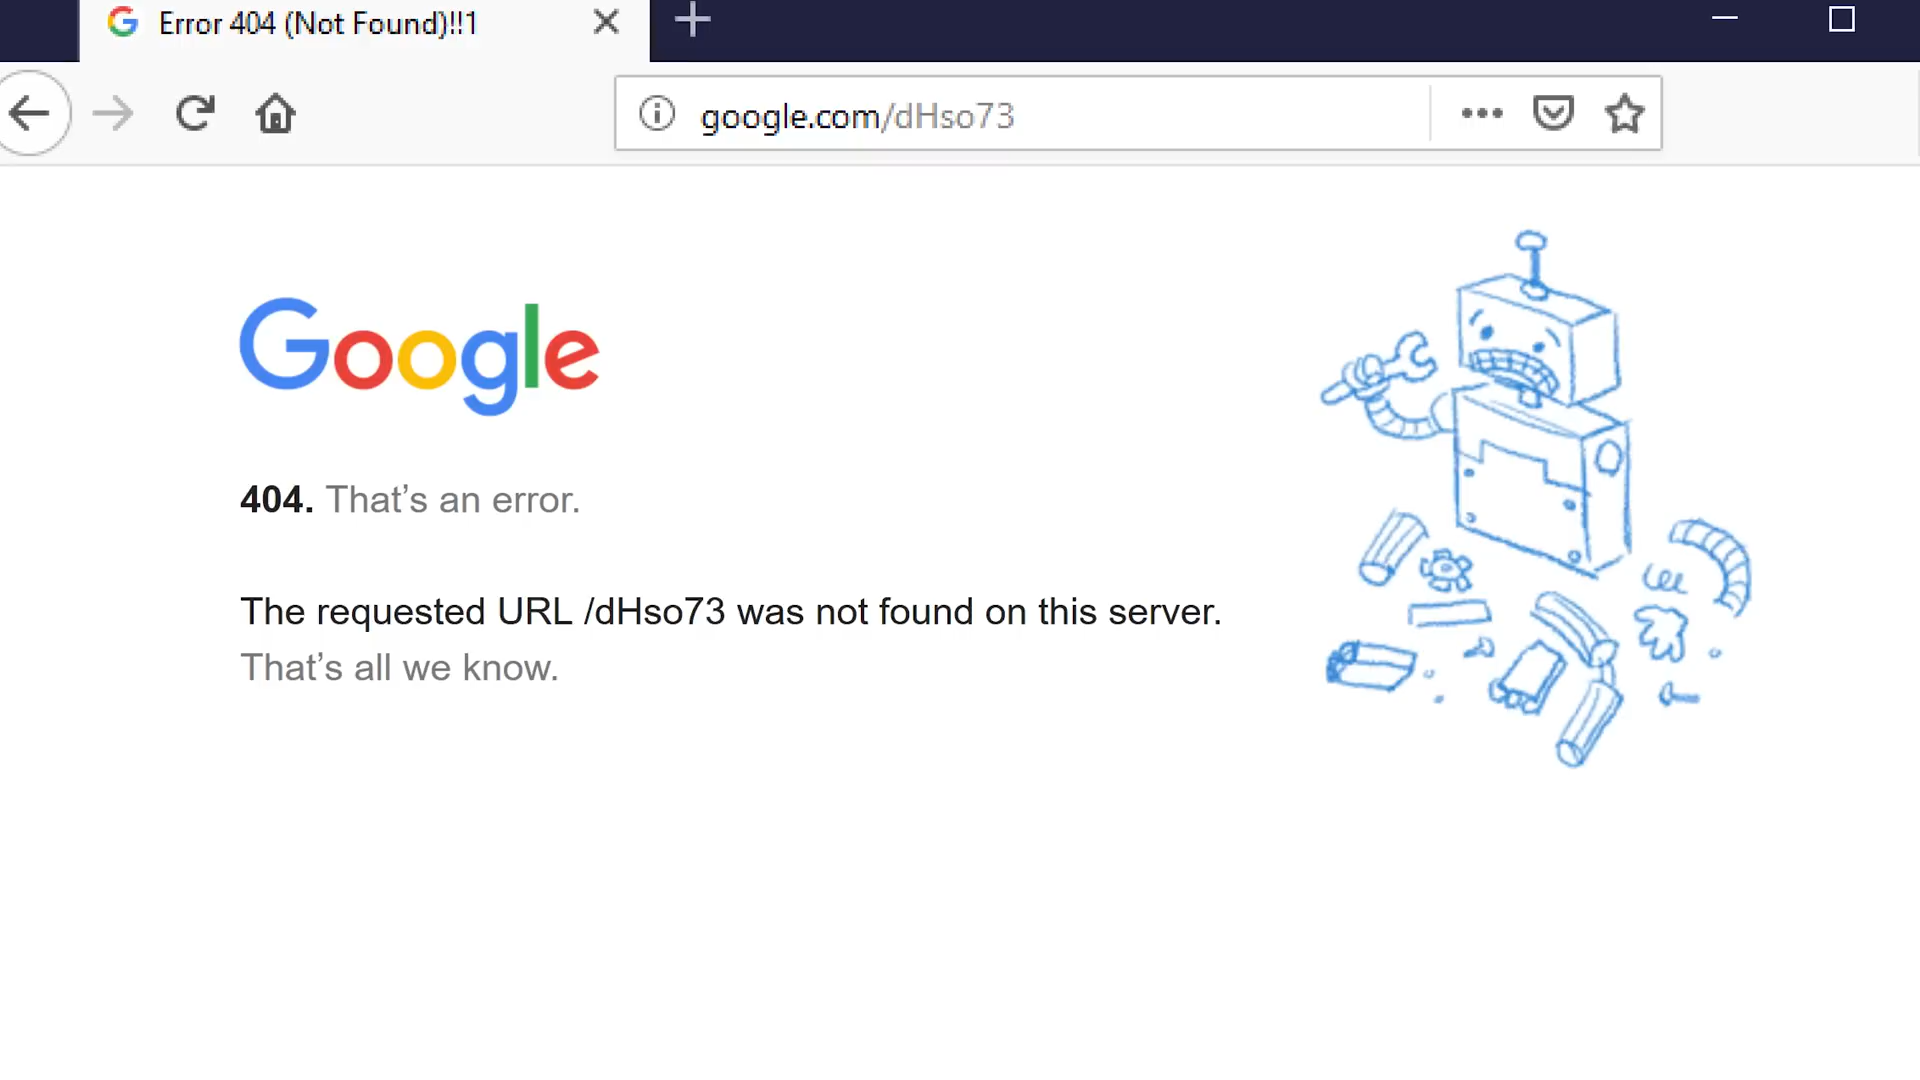 Error 404 (Not Found)!!1
google.com/dHso73
Google
404. That’s an error.
The requested URL /dHso73 was not found on this server.
That’s all we know.